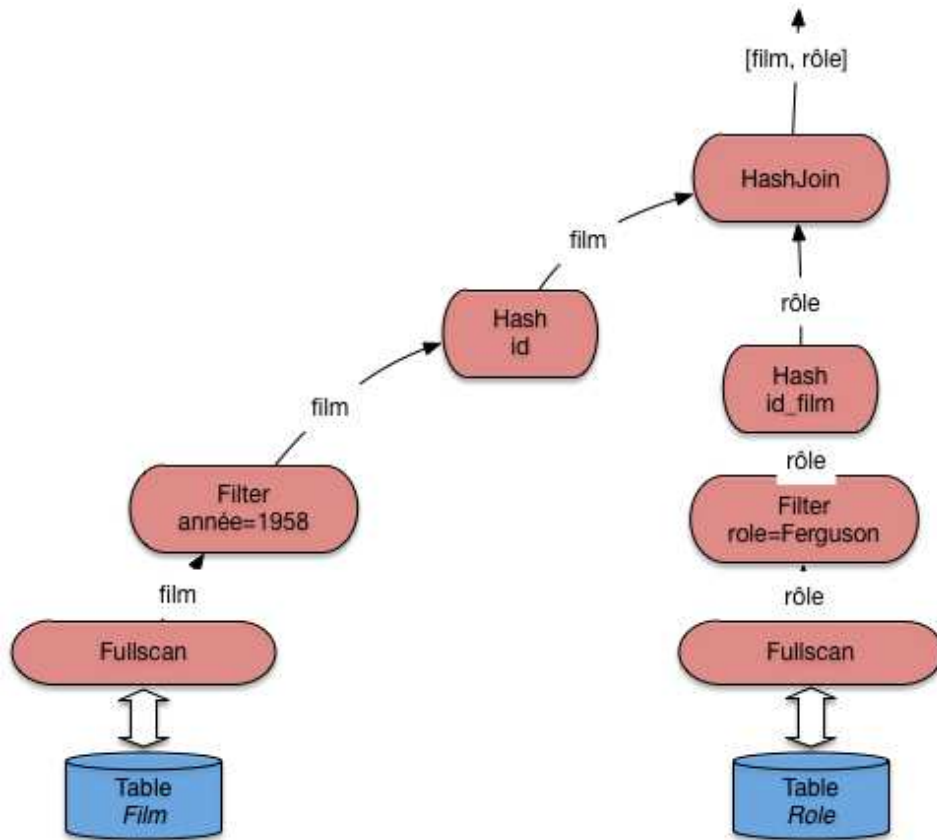 [film, rôle]
HashJoin
film
rôle
Hash
id
Hash
id_film
film
rôle
Filter
année=1958
Filter
role=Ferguson
film
rôle
Fullscan
Fullscan
Table
Film
Table
Role